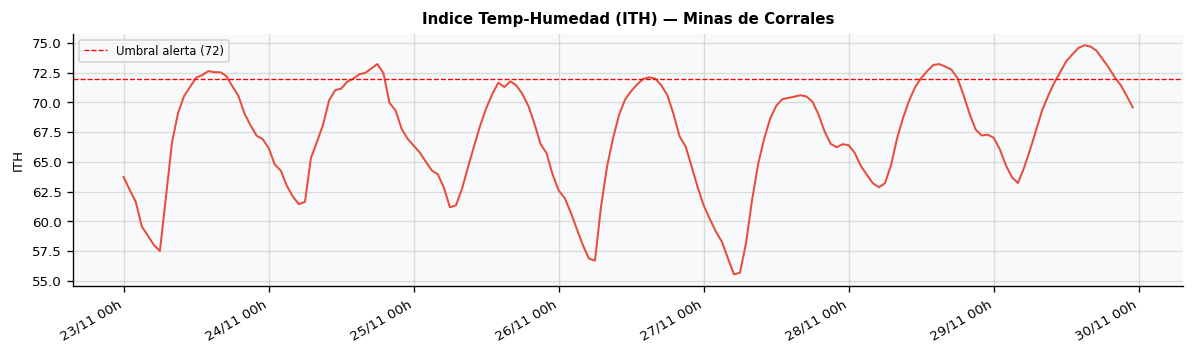 Indice Temp-Humedad (ITH) — Minas de Corrales
Umbral alerta (72)
ITH
75.0
72.5
70.0
67.5
65.0
62.5
60.0
57.5
55.0
23/11 00h
24/11 00h
25/11 00h
26/11 00h
27/11 00h
28/11 00h
29/11 00h
30/11 00h